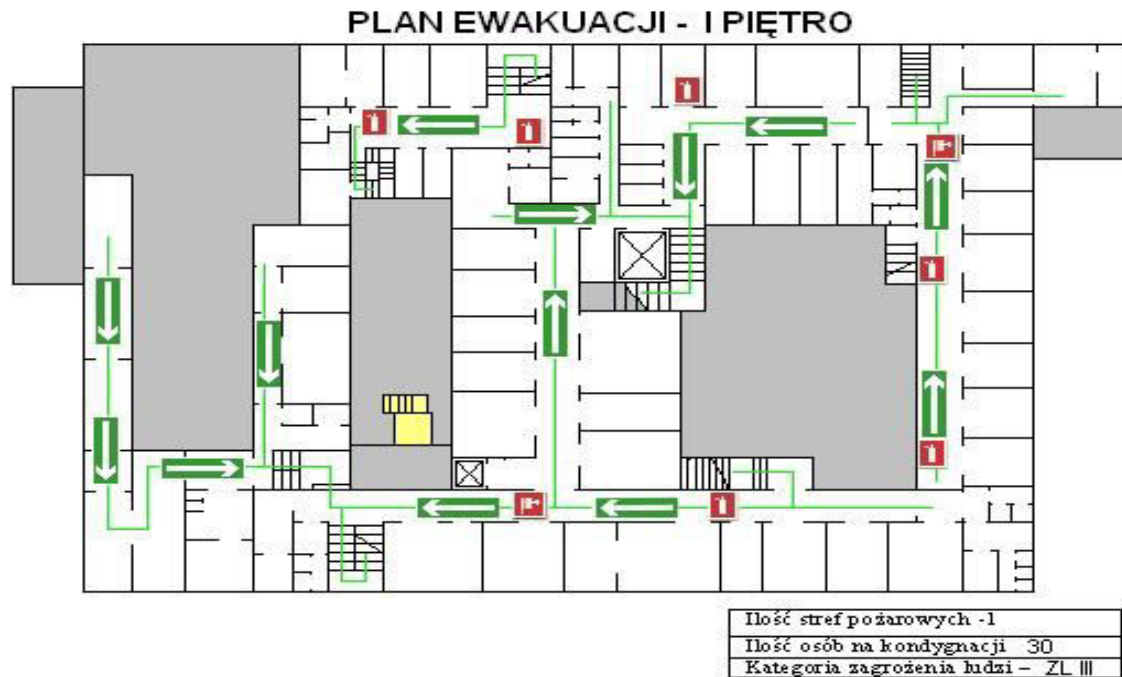 PLAN EWAKUACJI - I PIĘTRO
Ilość stref pożarowych -1
Ilość osób na kondygnacji 30
Kategoria zagrożenia ludzi – ZL III